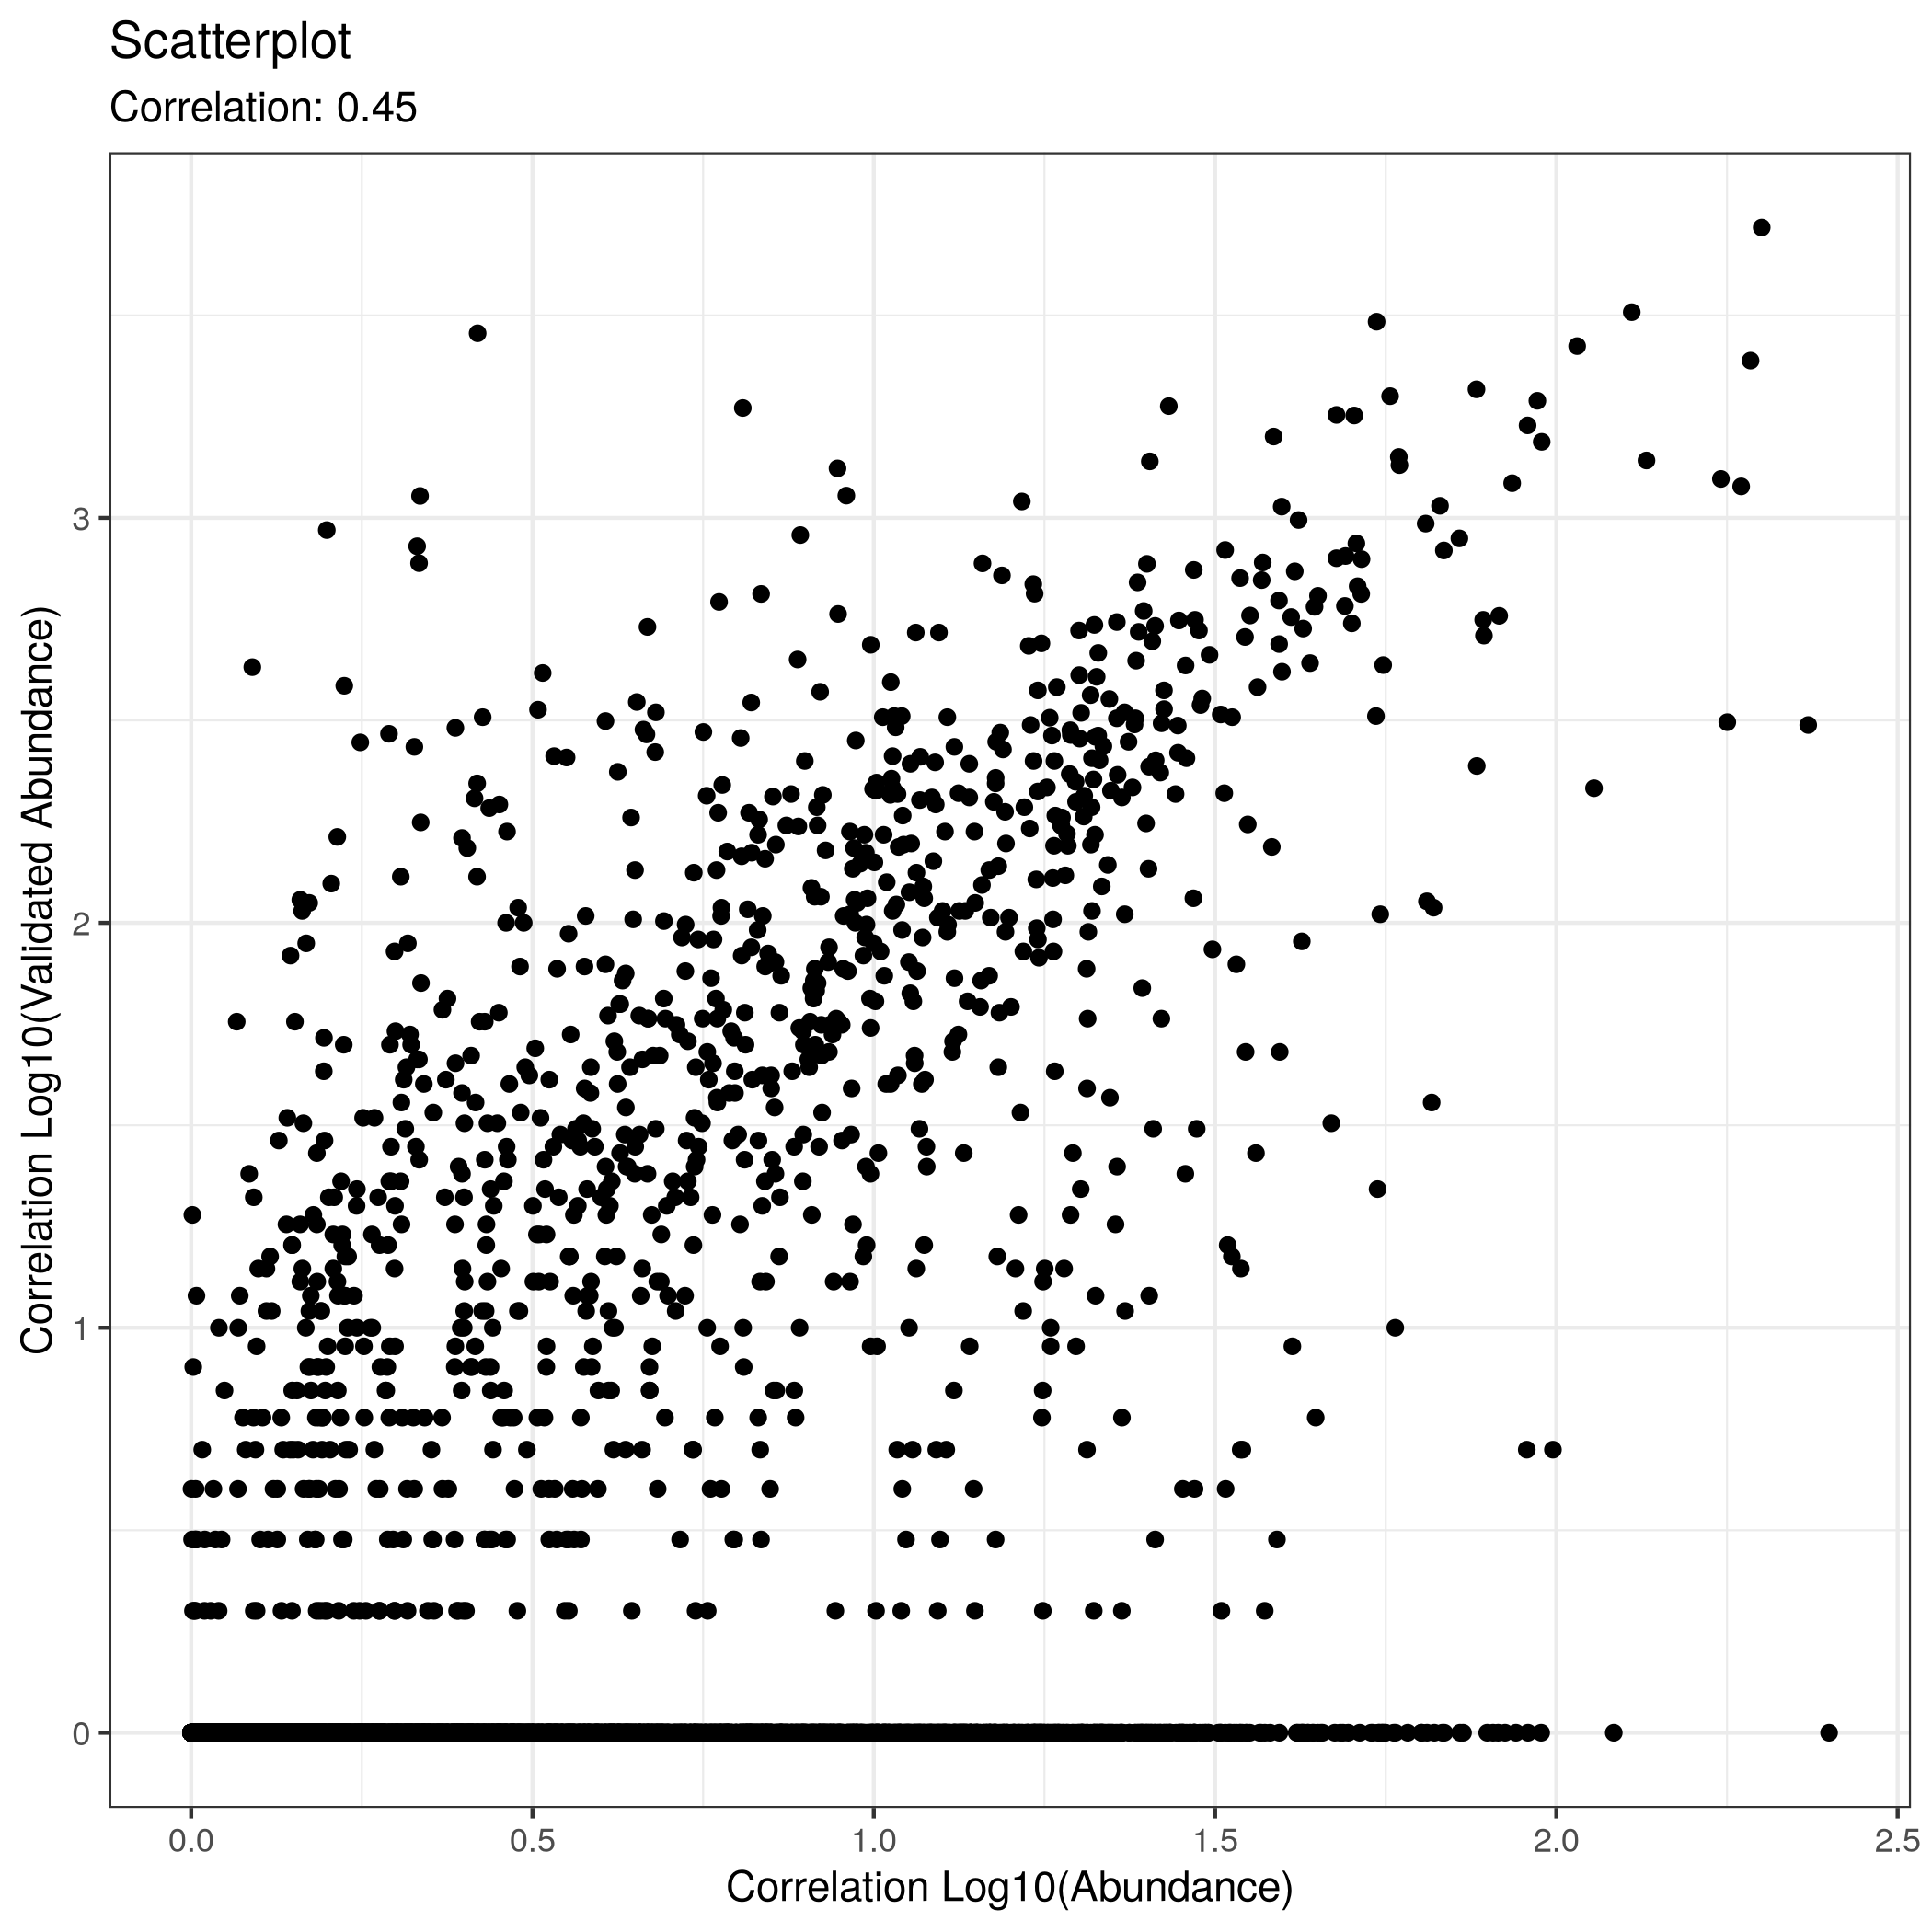 Scatterplot
Correlation: 0.45
Correlation Log10(Validated Abundance)
3
2
1
0
0.0 0.5 1.0 1.5 2.0 2.5
Correlation Log10(Abundance)